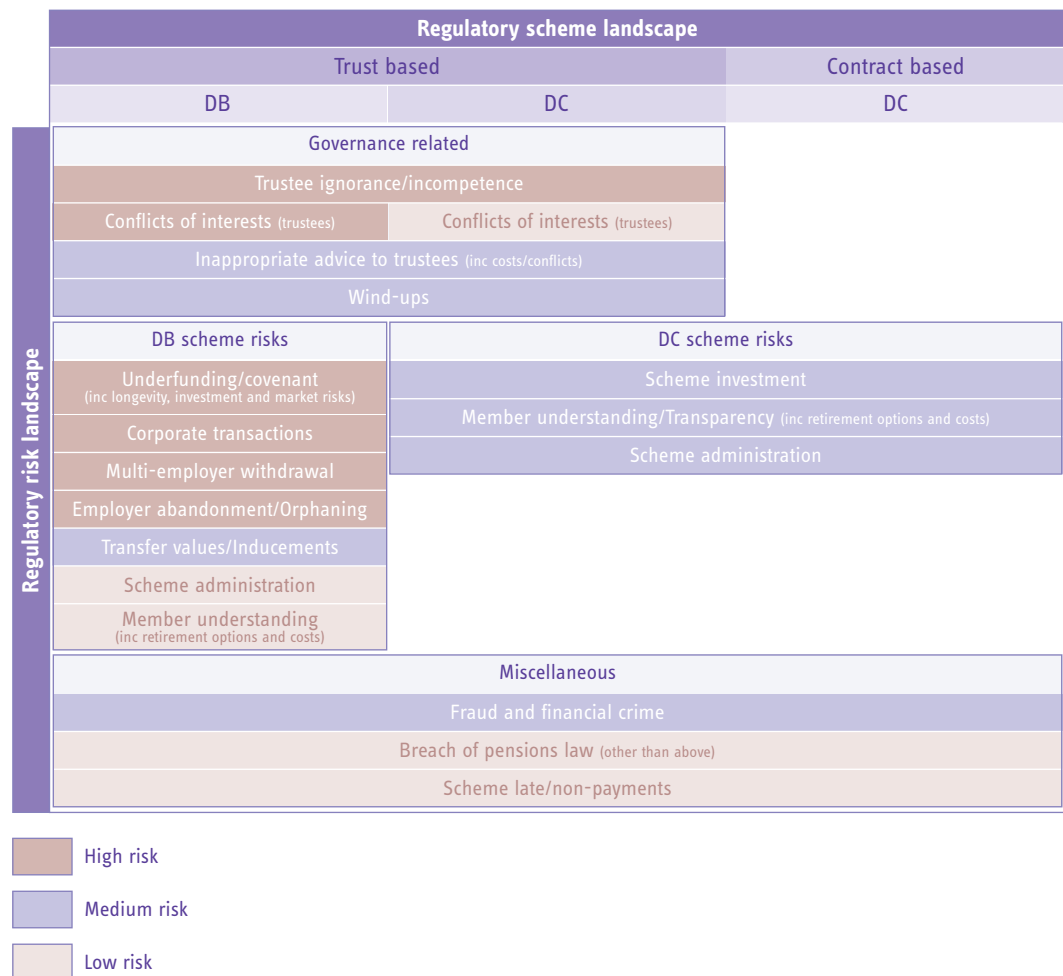 Regulatory scheme landscape
Trust based
Contract based
DB
DC
DC
Regulatory risk landscape
Governance related
Trustee ignorance/incompetence
Conflicts of interests (trustees)
Conflicts of interests (trustees)
Inappropriate advice to trustees (inc costs/conflicts)
Wind-ups
DB scheme risks
Underfunding/covenant
(inc longevity, investment and market risks)
Corporate transactions
Multi-employer withdrawal
Employer abandonment/Orphaning
Transfer values/Inducements
Scheme administration
Member understanding
(inc retirement options and costs)
DC scheme risks
Scheme investment
Member understanding/Transparency (inc retirement options and costs)
Scheme administration
Miscellaneous
Fraud and financial crime
Breach of pensions law (other than above)
Scheme late/non-payments
High risk
Medium risk
Low risk